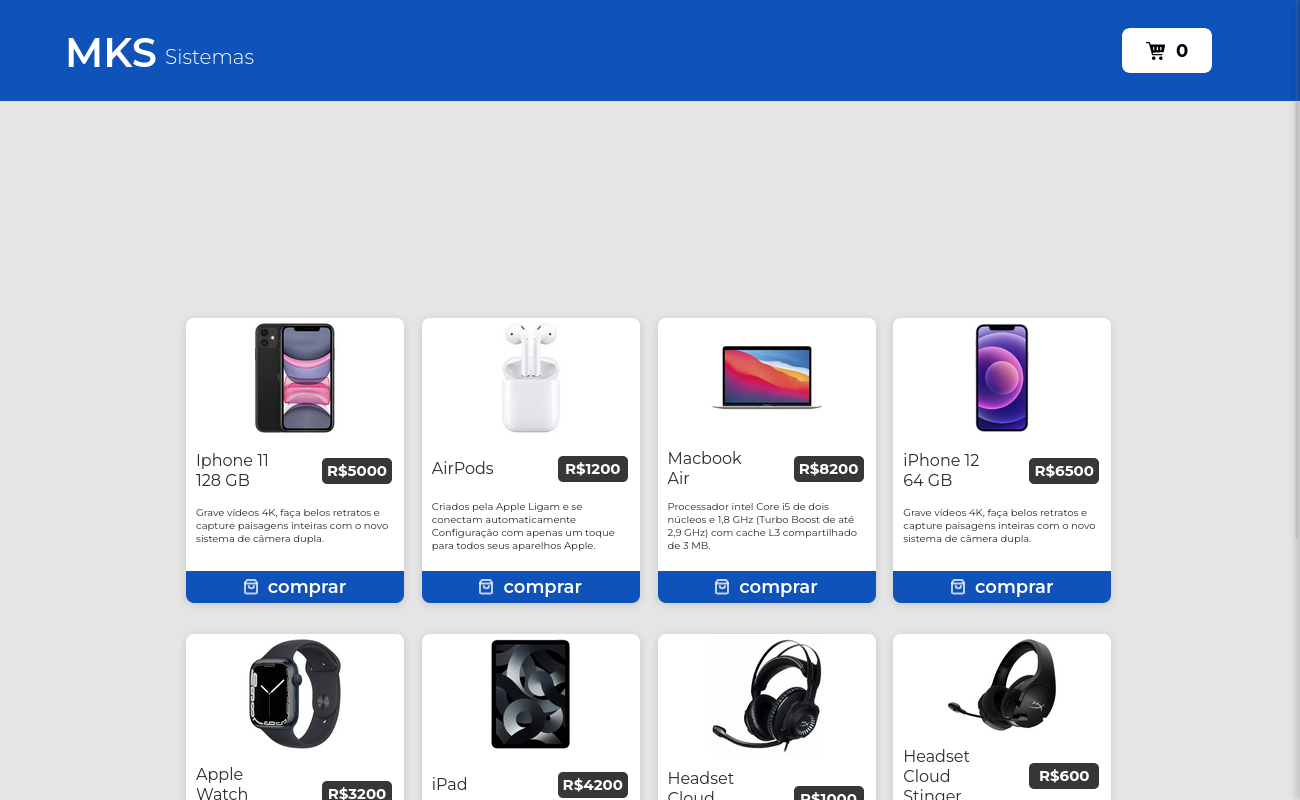 MKS Sistemas
0
Iphone 11
128 GB
R$5000
Grave vídeos 4K, faça belos retratos e
capture paisagens inteiras com o novo
sistema de câmera dupla.
comprar
AirPods
R$1200
Criados pela Apple Ligam e se
conectam automaticamente
Configuração com apenas um toque
para todos seus aparelhos Apple.
comprar
Macbook
Air
R$8200
Processador intel Core i5 de dois
núcleos e 1,8 GHz (Turbo Boost de até
2,9 GHz) com cache L3 compartilhado
de 3 MB.
comprar
iPhone 12
64 GB
R$6500
Grave vídeos 4K, faça belos retratos e
capture paisagens inteiras com o novo
sistema de câmera dupla.
comprar
Apple
Watch
R$3200
iPad
R$4200
Headset
Cloud
R$1000
Headset
Cloud
Stinger
R$600